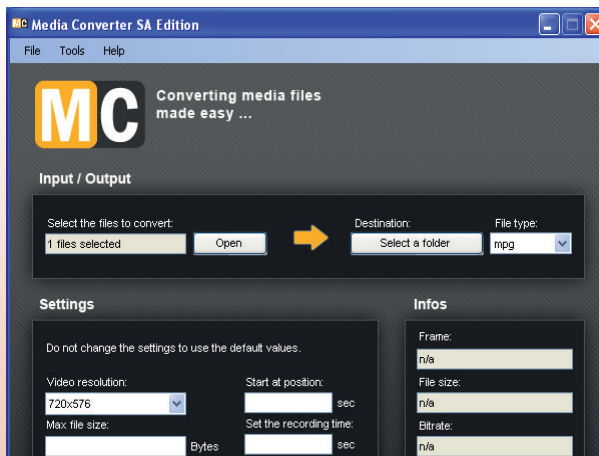 MC Media Converter SA Edition
File Tools Help
MC
Converting media files
made easy ...
Input / Output
Select the files to convert:
1 files selected
Open
Destination:
Select a folder
File type:
mpg
Settings
Do not change the settings to use the default values.
Video resolution:
720x576
Start at position:
sec
Max file size:
Bytes
Set the recording time:
sec
Infos
Frame:
n/a
File size:
n/a
Bitrate:
n/a